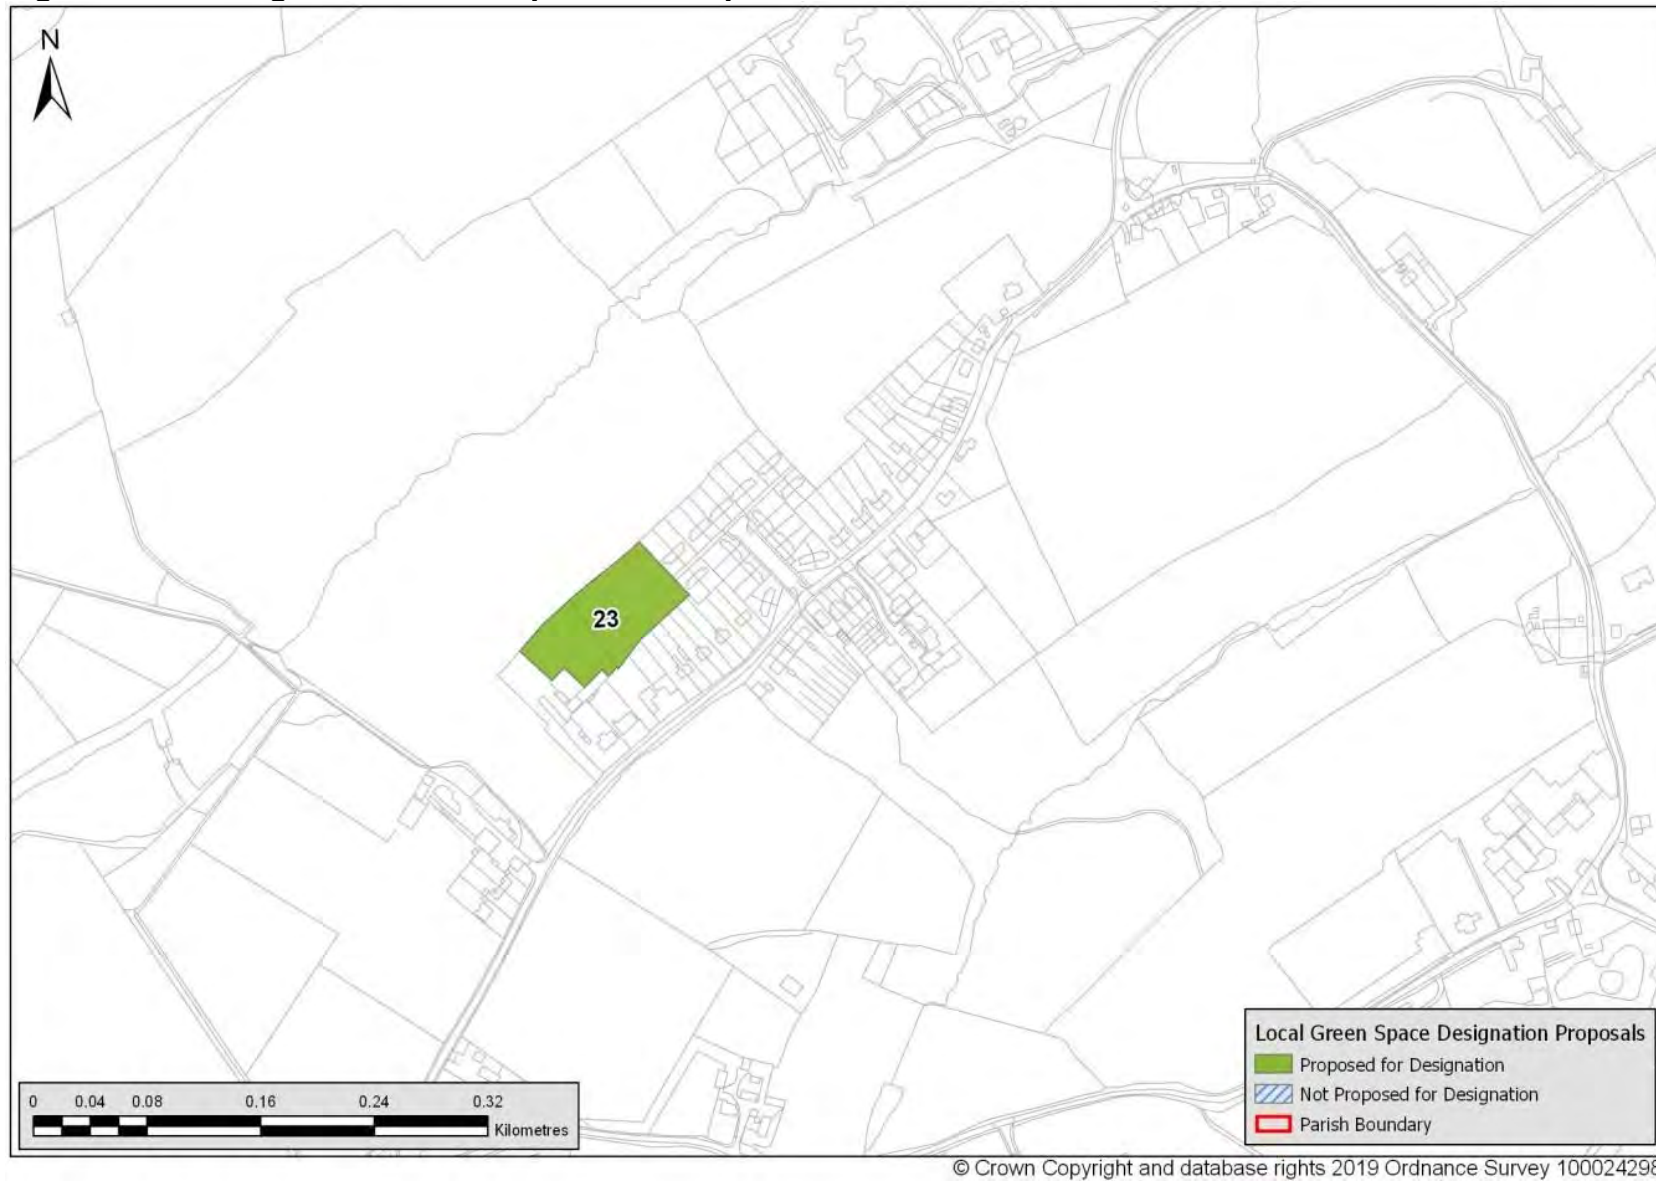 N
23
Local Green Space Designation Proposals
Proposed for Designation
Not Proposed for Designation
Parish Boundary
0 0.04 0.08 0.16 0.24 0.32
Kilometres
© Crown Copyright and database rights 2019 Ordnance Survey 100024298